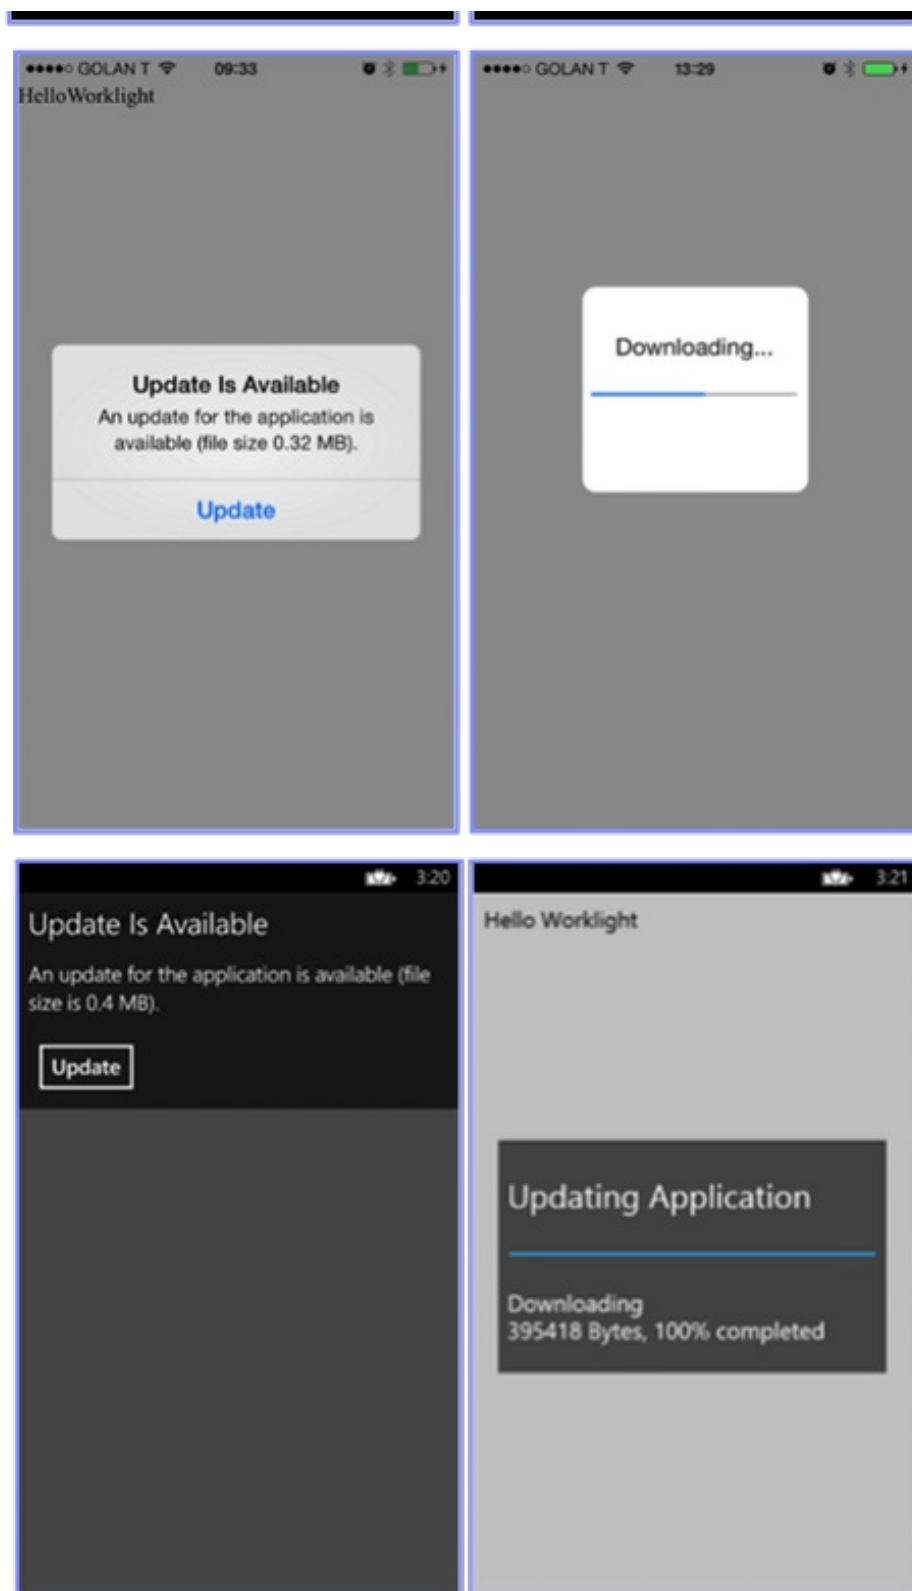 GOLAN T 09:33
HelloWorklight
Update Is Available
An update for the application is
available (file size 0.32 MB).
Update
GOLAN T 13:29
Downloading...
3:20
Update Is Available
An update for the application is available (file
size is 0.4 MB).
Update
3:21
Hello Worklight
Updating Application
Downloading
395418 Bytes, 100% completed